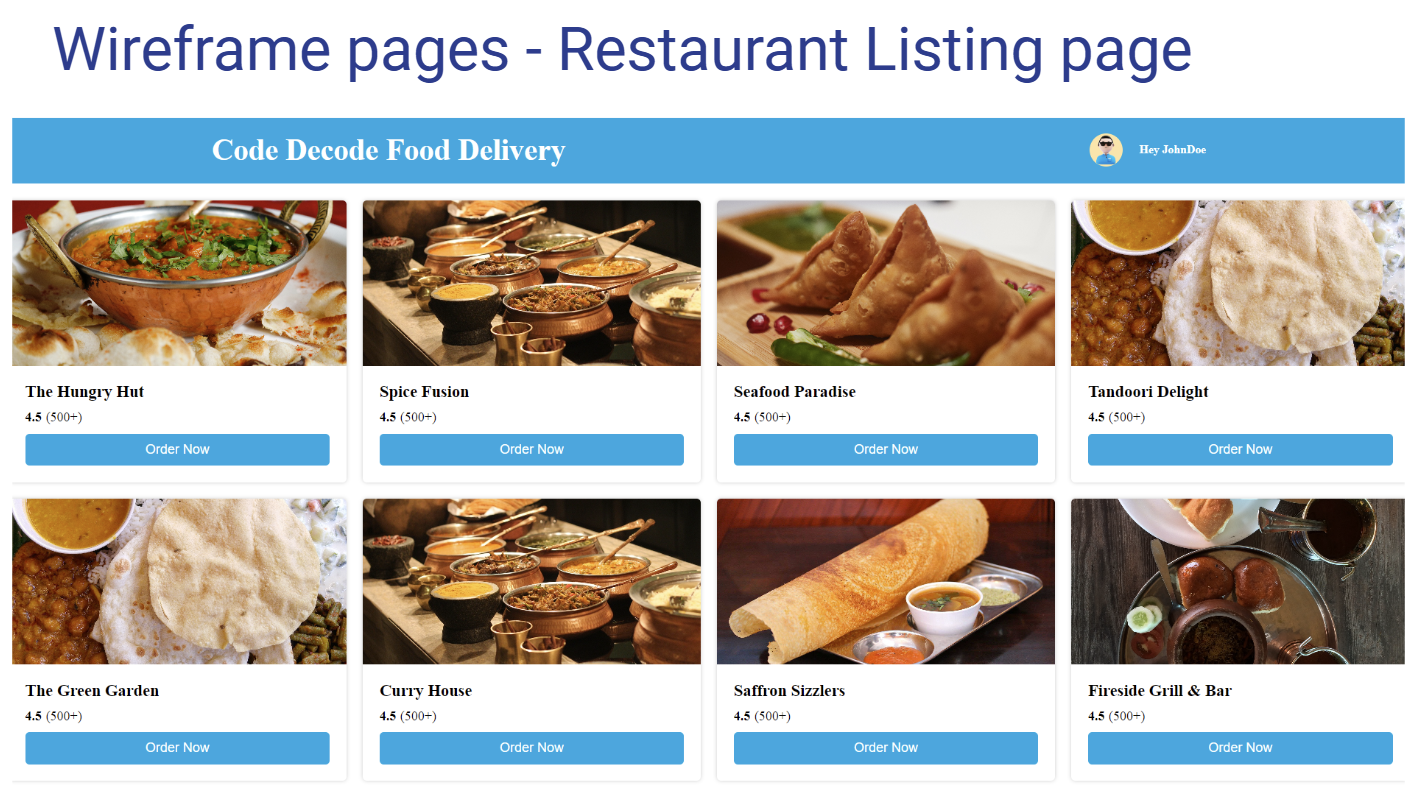 Wireframe pages - Restaurant Listing page
Code Decode Food Delivery
Hey JohnDoe
The Hungry Hut
4.5 (500+)
Order Now
Spice Fusion
4.5 (500+)
Order Now
Seafood Paradise
4.5 (500+)
Order Now
Tandoori Delight
4.5 (500+)
Order Now
The Green Garden
4.5 (500+)
Order Now
Curry House
4.5 (500+)
Order Now
Saffron Sizzlers
4.5 (500+)
Order Now
Fireside Grill & Bar
4.5 (500+)
Order Now